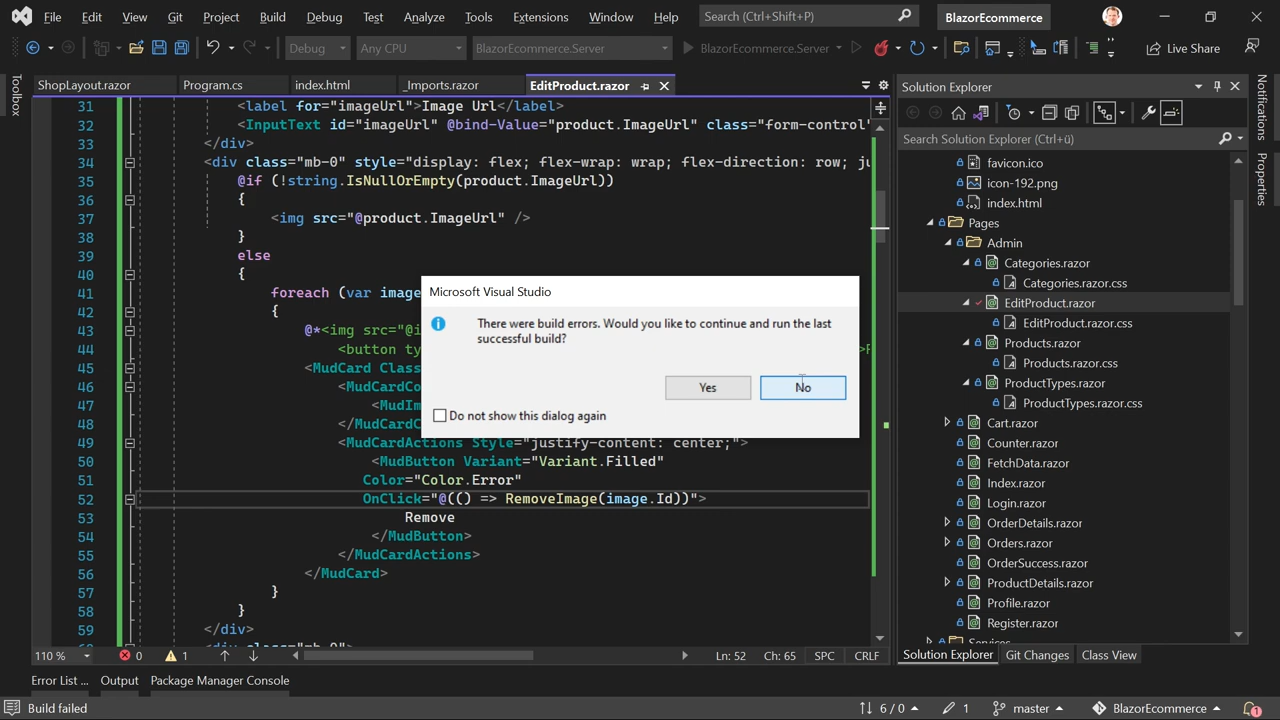 File Edit View Git Project Build Debug Test Analyze Tools Extensions Window Help Search (Ctrl+Shift+P) BlazorEcommerce
Debug Any CPU BlazorEcommerce.Server BlazorEcommerce.Server Live Share
Toolbox
ShopLayout.razor Program.cs index.html _Imports.razor EditProduct.razor
31 <label for="imageUrl">Image Url</label>
32 <InputText id="imageUrl" @bind-Value="product.ImageUrl" class="form-control"
33 </div>
34 <div class="mb-0" style="display: flex; flex-wrap: wrap; flex-direction: row; ju
35 @if (!string.IsNullOrEmpty(product.ImageUrl))
36 {
37 <img src="@product.ImageUrl" />
38 }
39 else
40 {
41 foreach (var image
42 {
43 @*<img src="@i
44 <button ty
45 <MudCard Class
46 <MudCardCo
47 <MudIm
48 </MudCardC
49 <MudCardActions Style="justify-content: center;">
50 <MudButton Variant="Variant.Filled"
51 Color="Color.Error"
52 OnClick="@(() => RemoveImage(image.Id))">
53 Remove
54 </MudButton>
55 </MudCardActions>
56 </MudCard>
57 }
58 }
59 </div>
Microsoft Visual Studio
There were build errors. Would you like to continue and run the last
successful build?
Yes No
Do not show this dialog again
110 % 0 1 Ln: 52 Ch: 65 SPC CRLF
Error List ... Output Package Manager Console
Solution Explorer
Search Solution Explorer (Ctrl+ü)
favicon.ico
icon-192.png
index.html
Pages
Admin
Categories.razor
Categories.razor.css
EditProduct.razor
EditProduct.razor.css
Products.razor
Products.razor.css
ProductTypes.razor
ProductTypes.razor.css
Cart.razor
Counter.razor
FetchData.razor
Index.razor
Login.razor
OrderDetails.razor
Orders.razor
OrderSuccess.razor
ProductDetails.razor
Profile.razor
Register.razor
Services
Solution Explorer Git Changes Class View
Notifications
Properties
Build failed 6 / 0 1 master BlazorEcommerce 1